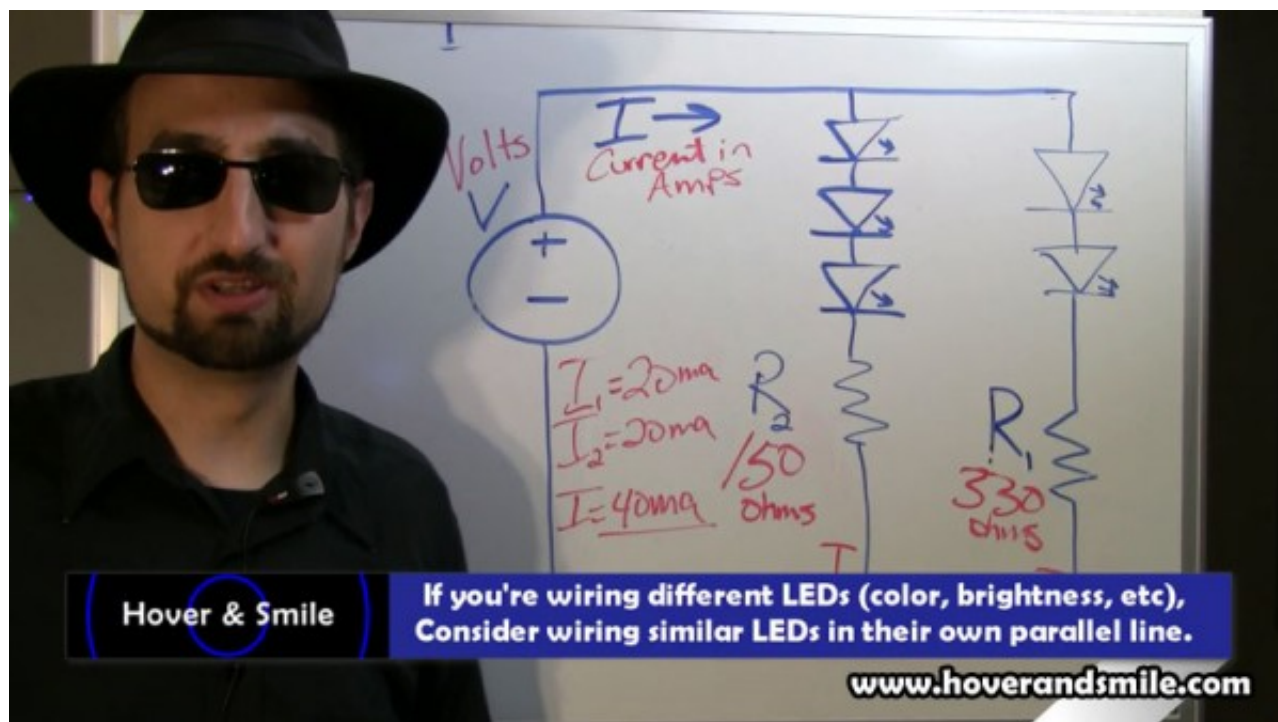 I
Volts
V
I →
Current in
Amps
+
−
I₁=20ma
I₂=20ma
I=40ma
R₂
150
ohms
R₁
330
ohms
I
Hover & Smile
If you're wiring different LEDs (color, brightness, etc),
Consider wiring similar LEDs in their own parallel line.
www.hoverandsmile.com